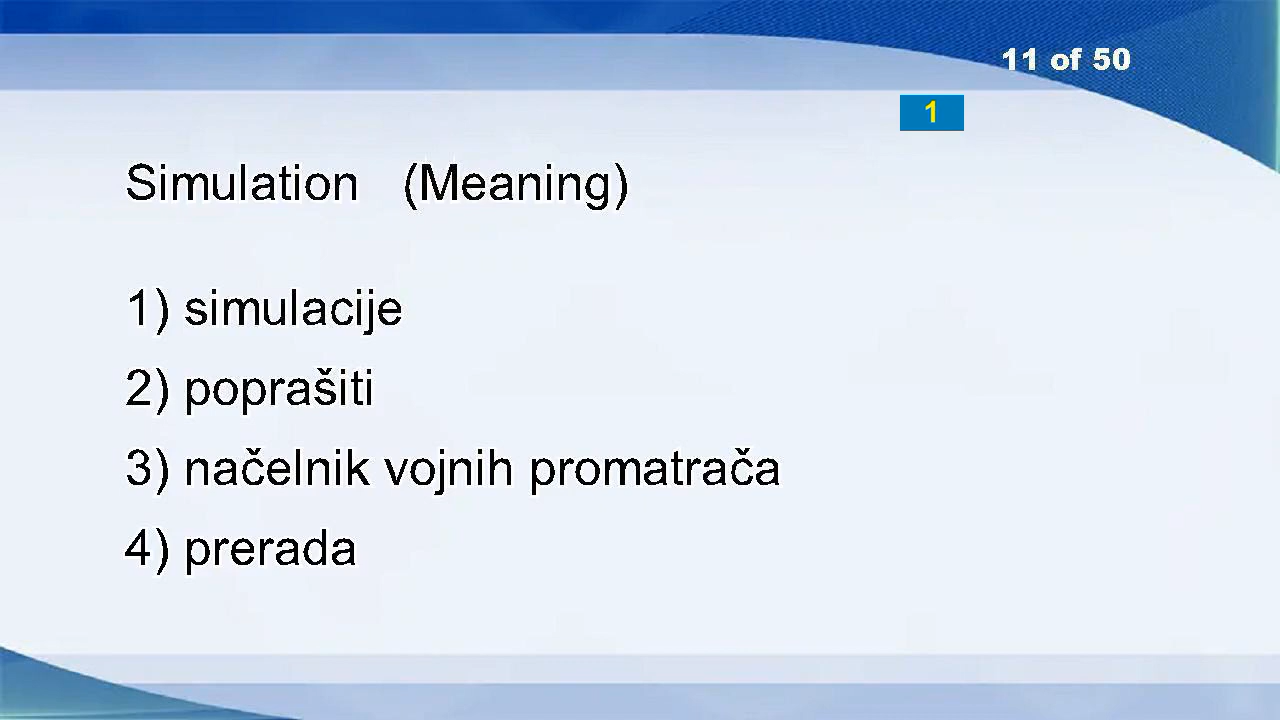 11 of 50
1
Simulation (Meaning)
1) simulacije
2) poprašiti
3) načelnik vojnih promatrača
4) prerada